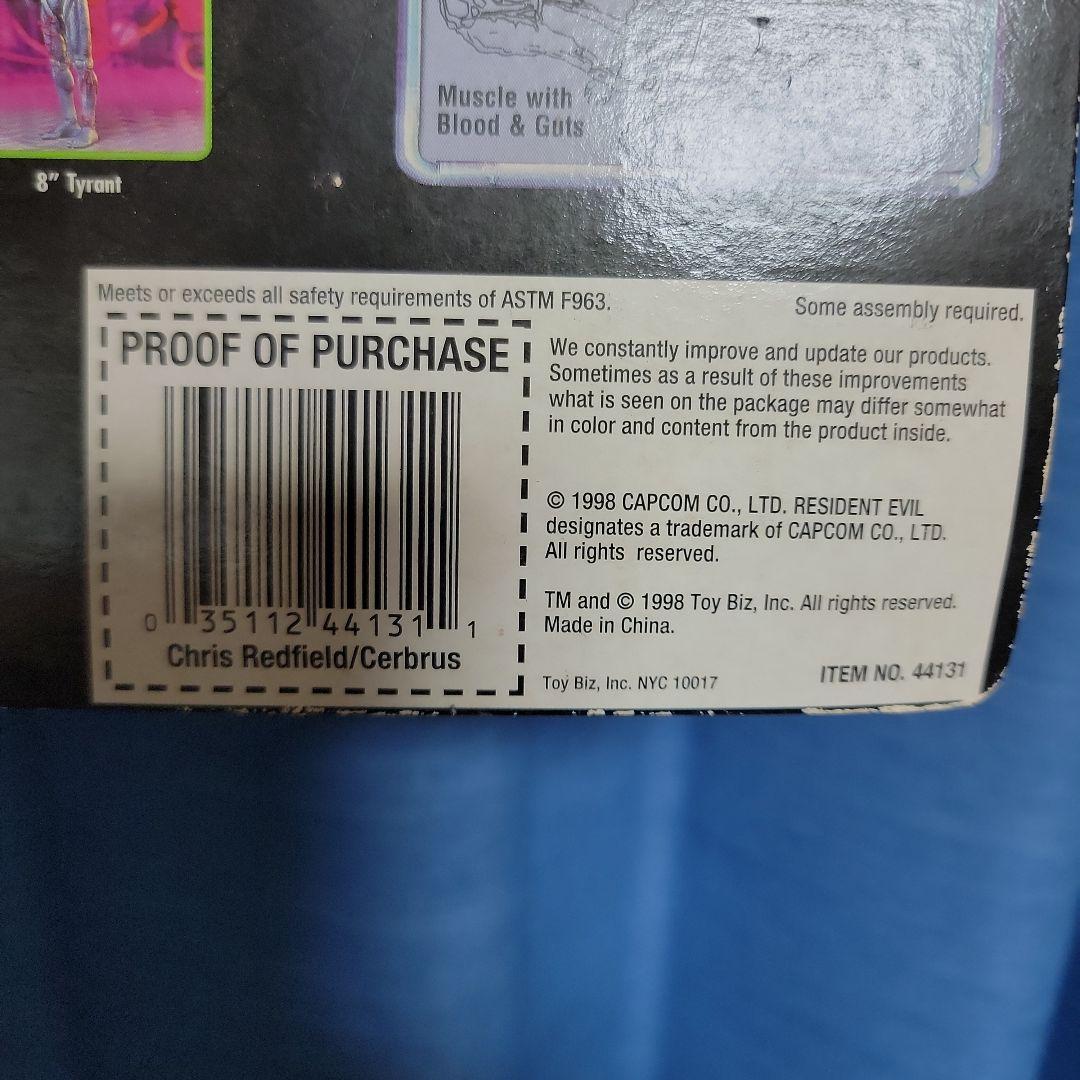 Muscle with
Blood & Guts
8" Tyrant
Meets or exceeds all safety requirements of ASTM F963.
Some assembly required.
PROOF OF PURCHASE
0 35112 44131 1
Chris Redfield/Cerbrus
We constantly improve and update our products.
Sometimes as a result of these improvements
what is seen on the package may differ somewhat
in color and content from the product inside.
© 1998 CAPCOM CO., LTD. RESIDENT EVIL
designates a trademark of CAPCOM CO., LTD.
All rights reserved.
TM and © 1998 Toy Biz, Inc. All rights reserved.
Made in China.
Toy Biz, Inc. NYC 10017
ITEM NO. 44131